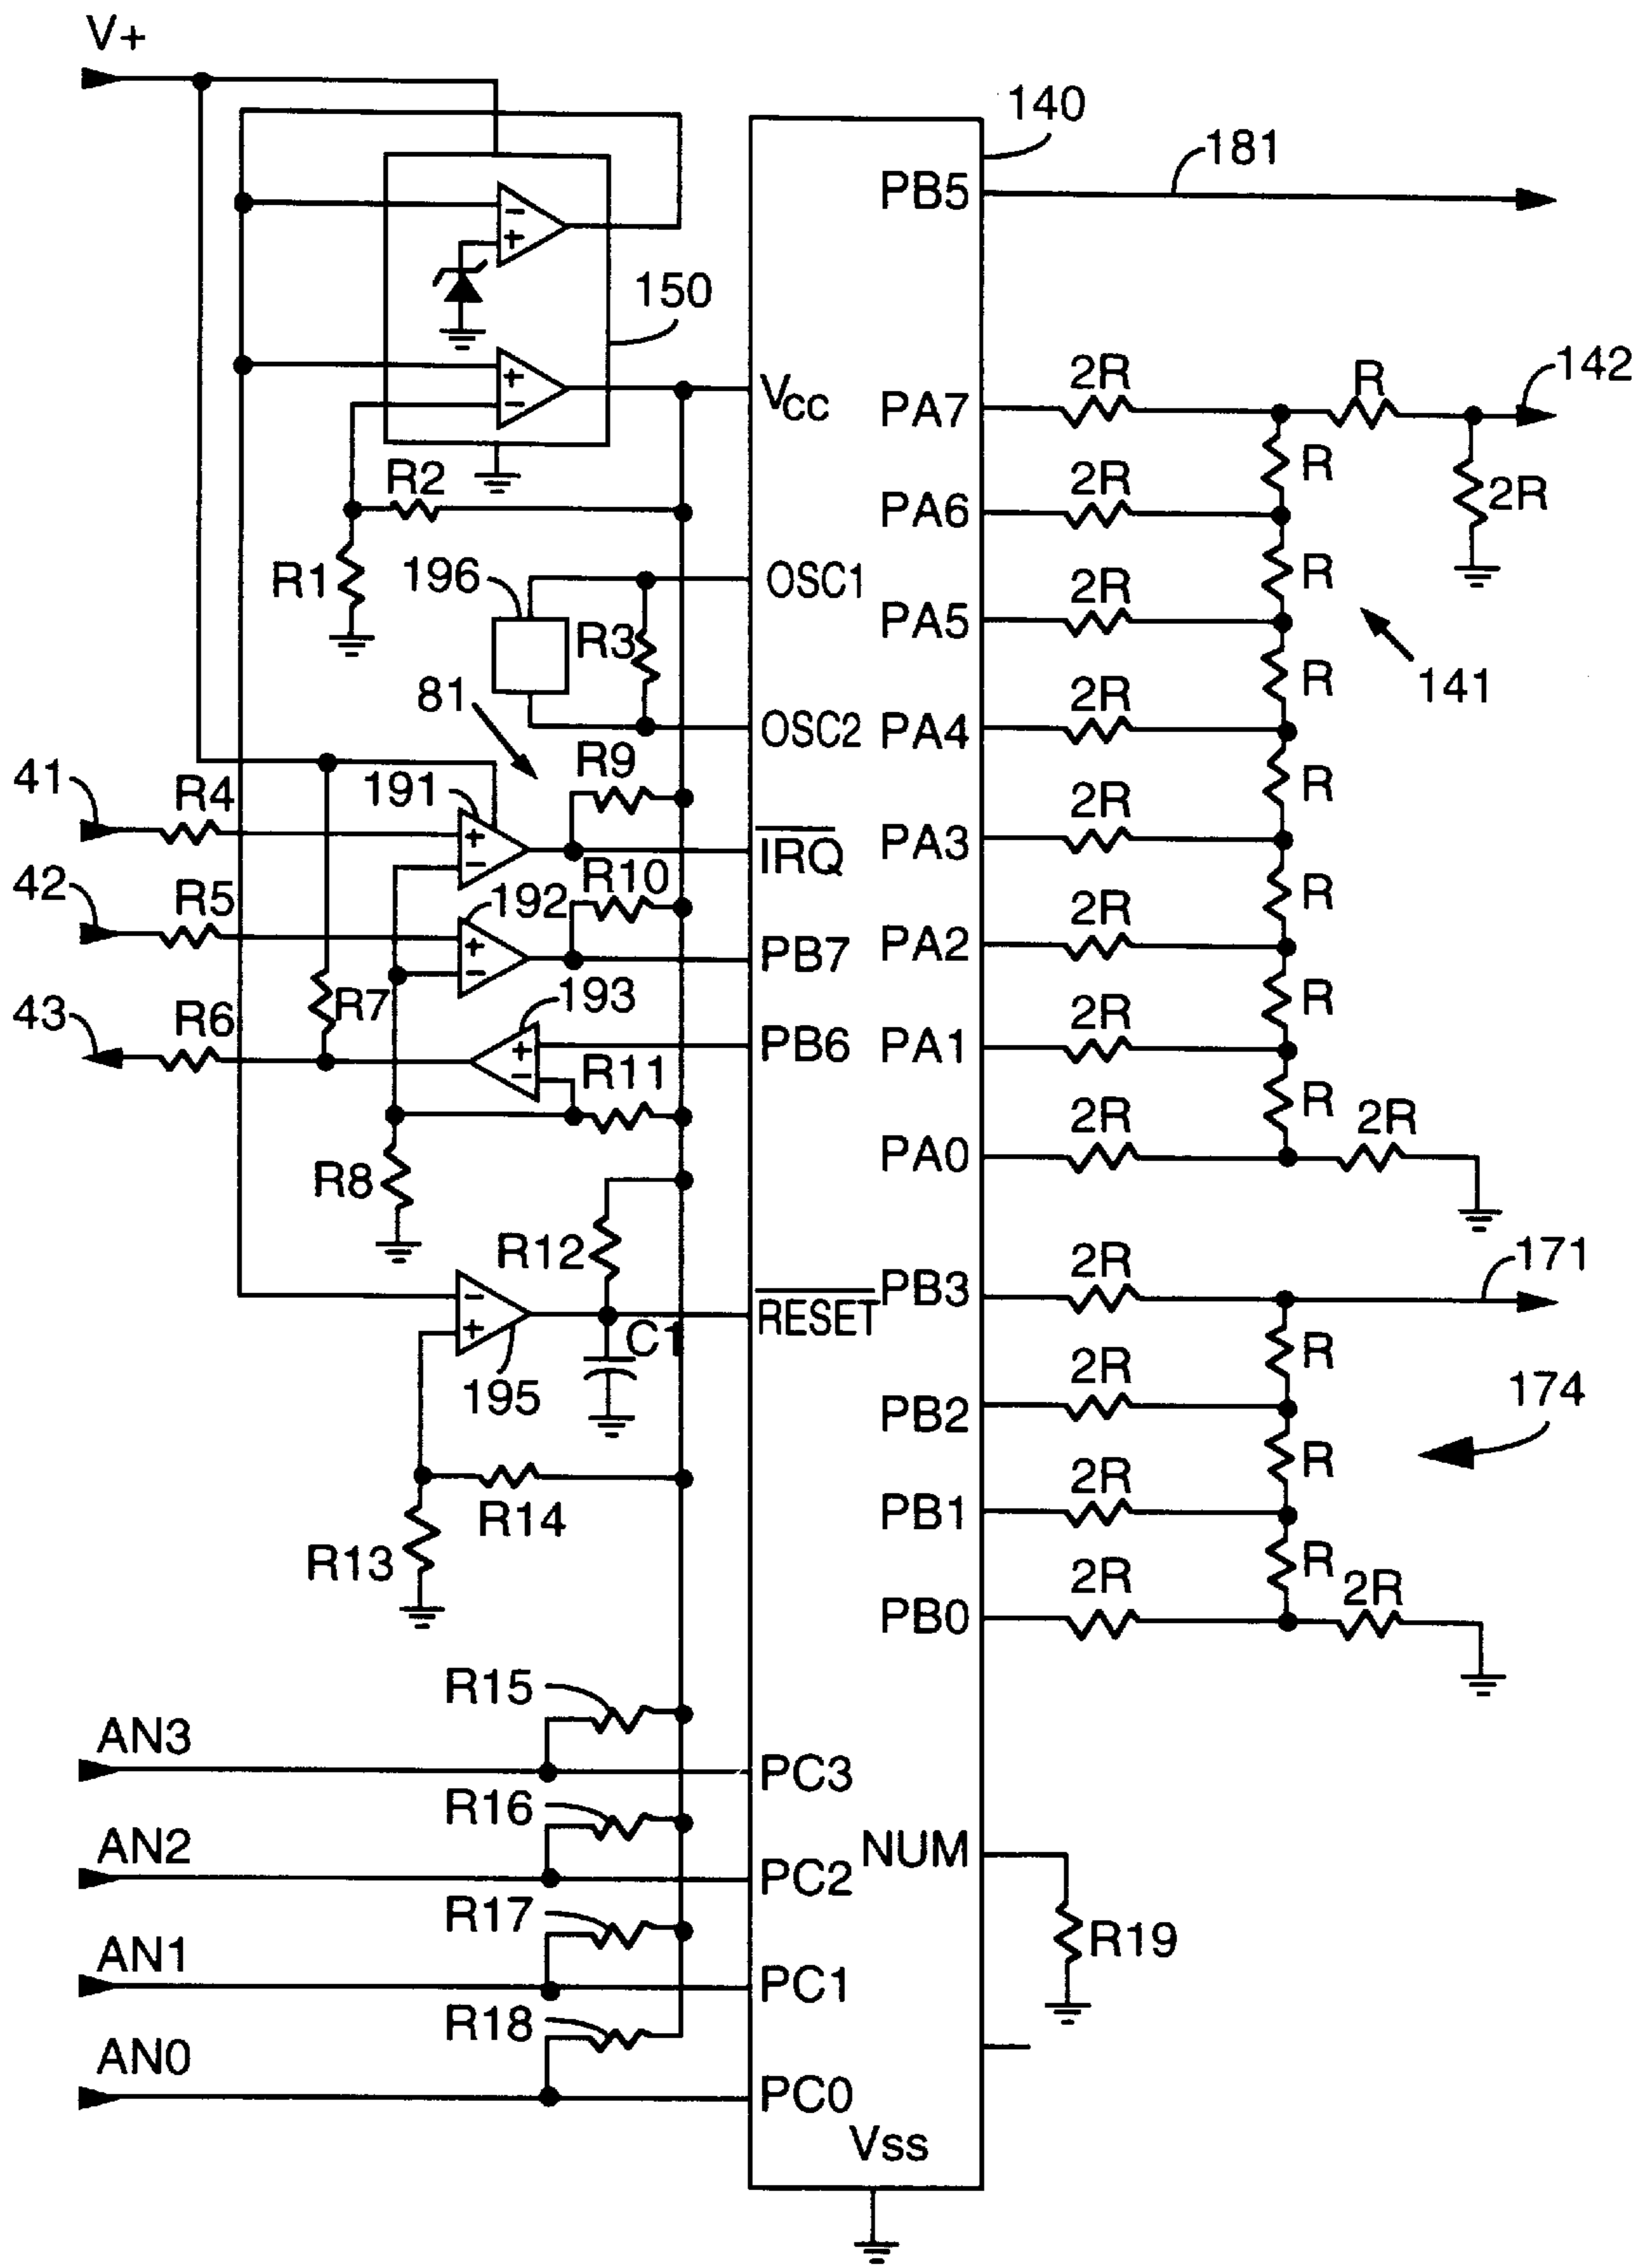 V+
140
PB5
181
150
VCC
PA7
2R
R
142
R
2R
R2
PA6
2R
R1
196
OSC1
R
R3
PA5
2R
141
81
OSC2
PA4
2R
R
41
R4
191
R9
R
IRQ
PA3
2R
42
R5
192
R10
R
PB7
PA2
2R
43
R6
R7
193
R
PB6
PA1
2R
R11
R
R8
PA0
2R
2R
R12
PB3
2R
171
RESET
C1
R
195
PB2
2R
174
R14
R
R13
PB1
2R
R
PB0
2R
2R
R15
AN3
PC3
R16
AN2
PC2
NUM
R17
R19
AN1
PC1
R18
AN0
PC0
Vss
+
-